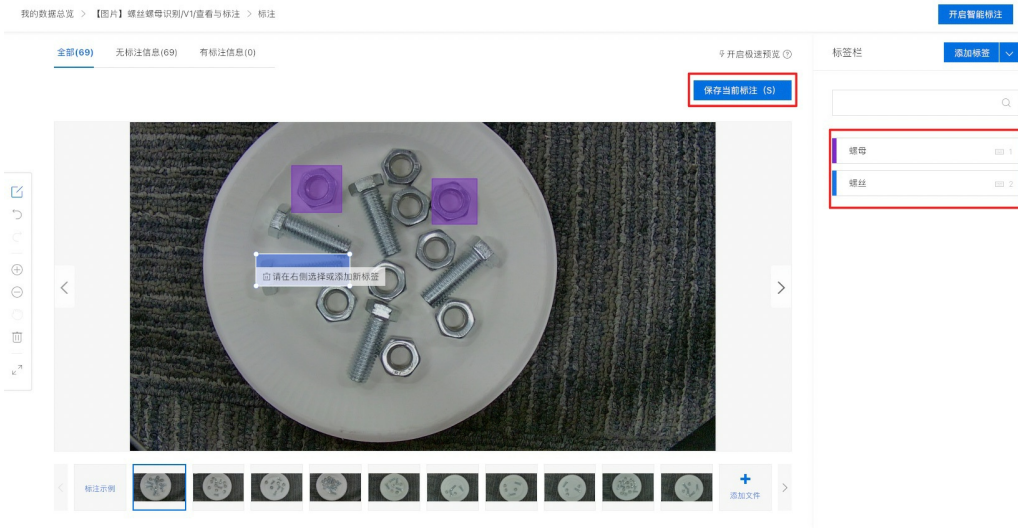 我的数据总览 > 【图片】螺丝螺母识别/V1/查看与标注 > 标注
开启智能标注
全部(69) 无标注信息(69) 有标注信息(0)
开启极速预览
标签栏
添加标签
保存当前标注（S）
螺母 1
螺丝 2
请在右侧选择或添加新标签
标注示例
添加文件